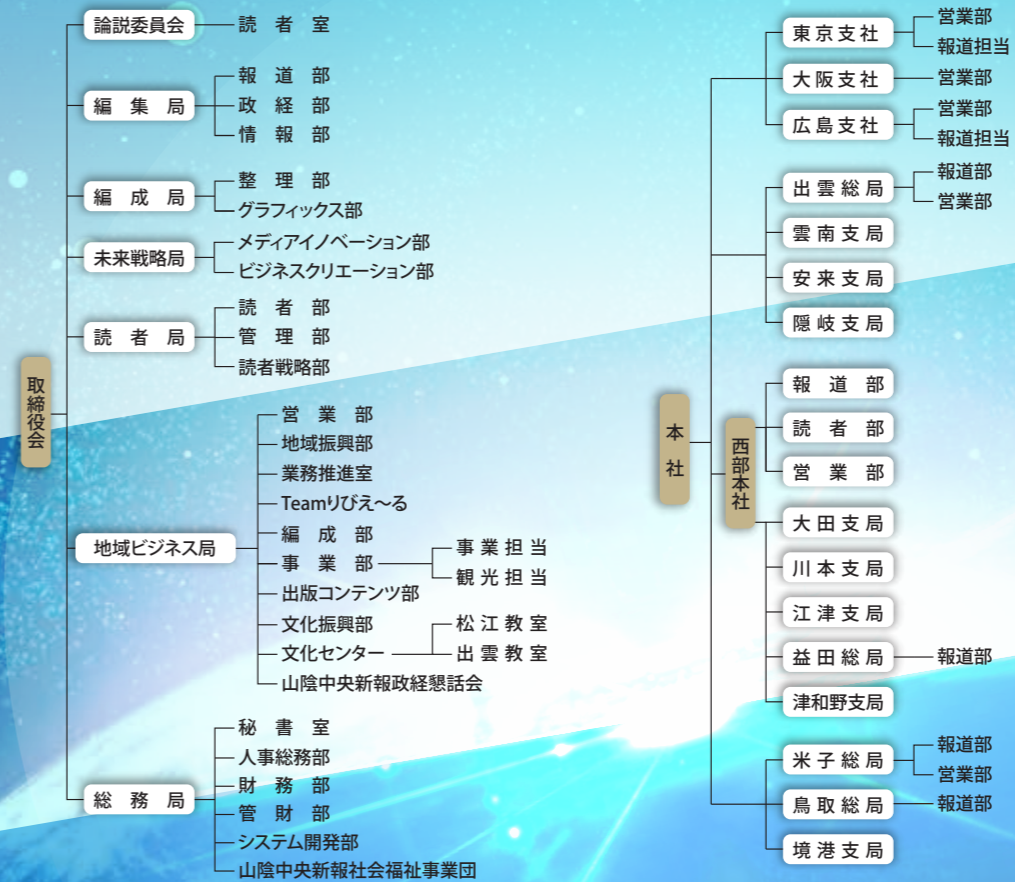 取締役会
論説委員会
読者室
編集局
報道部
政経部
情報部
編成局
整理部
グラフィックス部
未来戦略局
メディアイノベーション部
ビジネスクリエーション部
読者局
読者部
管理部
読者戦略部
地域ビジネス局
営業部
地域振興部
業務推進室
Teamりびえ〜る
編成部
事業部
事業担当
観光担当
出版コンテンツ部
文化振興部
文化センター
松江教室
出雲教室
山陰中央新報政経懇話会
総務局
秘書室
人事総務部
財務部
管財部
システム開発部
山陰中央新報社会福祉事業団
本社
東京支社
営業部
報道担当
大阪支社
営業部
広島支社
営業部
報道担当
出雲総局
報道部
営業部
雲南支局
安来支局
隠岐支局
西部本社
報道部
読者部
営業部
大田支局
川本支局
江津支局
益田総局
報道部
津和野支局
米子総局
報道部
営業部
鳥取総局
報道部
境港支局